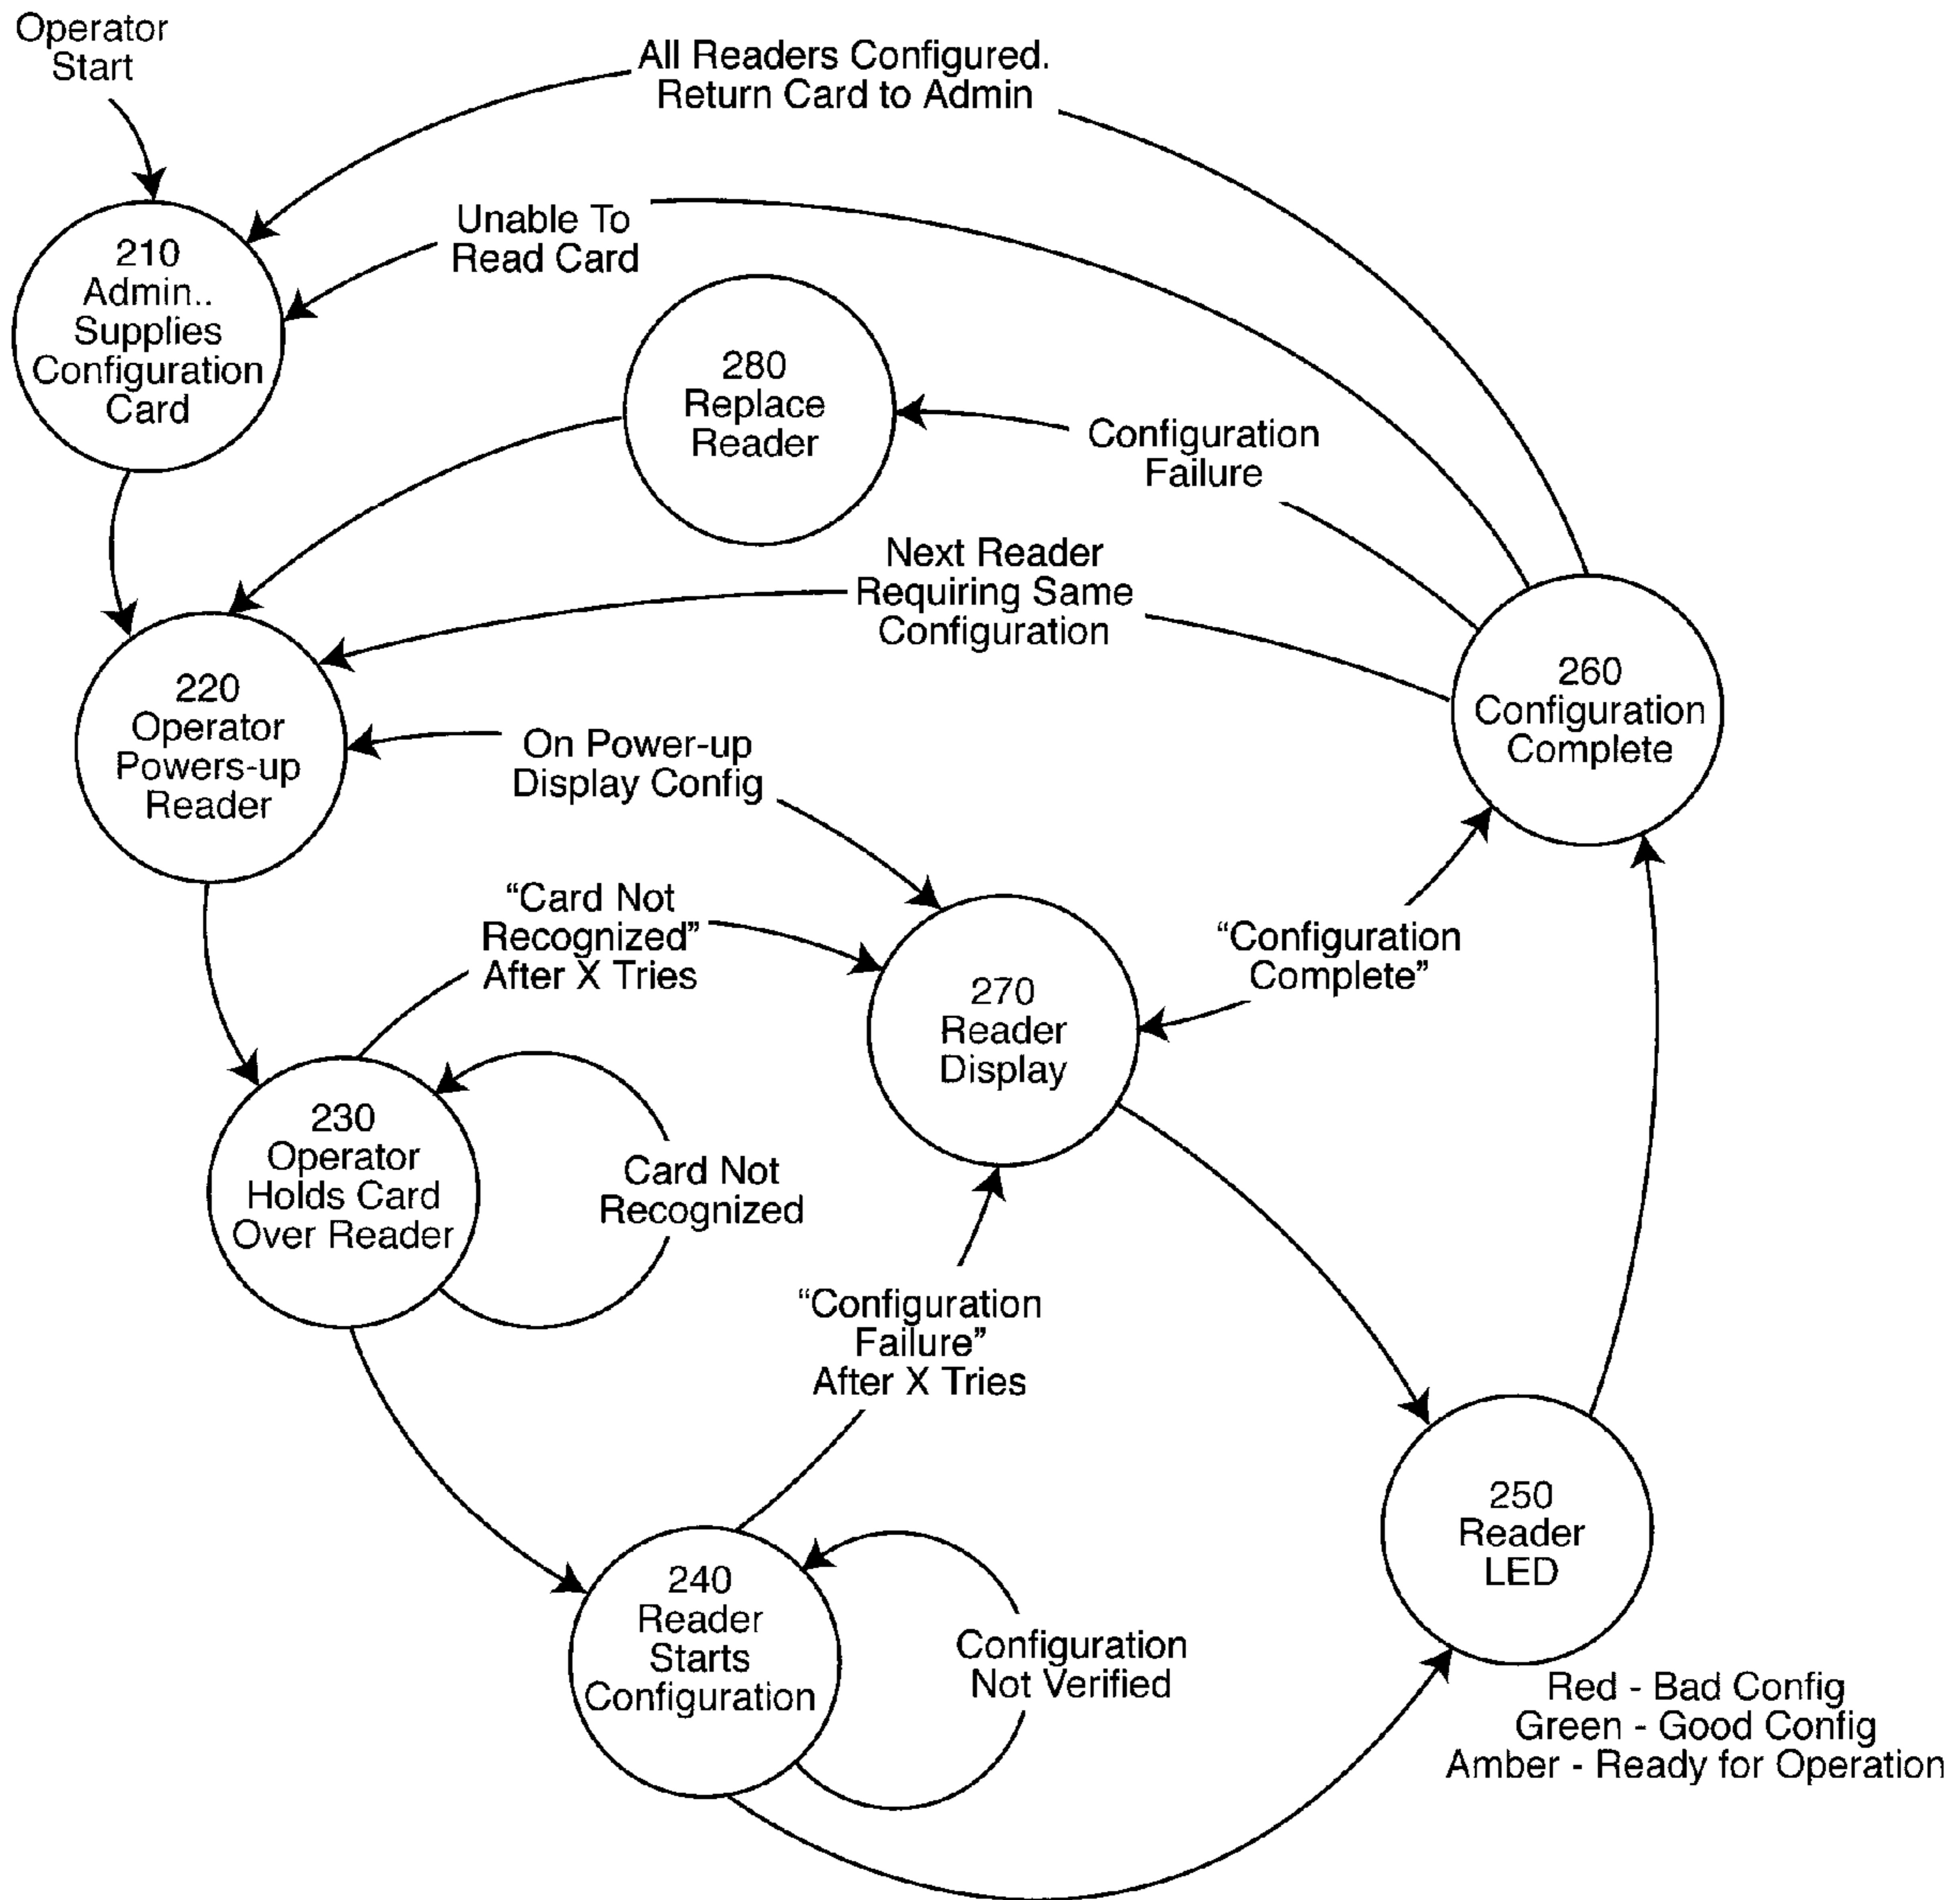 Operator
Start
All Readers Configured.
Return Card to Admin
Unable To
Read Card
210
Admin..
Supplies
Configuration
Card
280
Replace
Reader
Configuration
Failure
Next Reader
Requiring Same
Configuration
260
Configuration
Complete
220
Operator
Powers-up
Reader
On Power-up
Display Config
“Card Not
Recognized”
After X Tries
“Configuration
Complete”
270
Reader
Display
230
Operator
Holds Card
Over Reader
Card Not
Recognized
“Configuration
Failure”
After X Tries
250
Reader
LED
240
Reader
Starts
Configuration
Configuration
Not Verified
Red - Bad Config
Green - Good Config
Amber - Ready for Operation